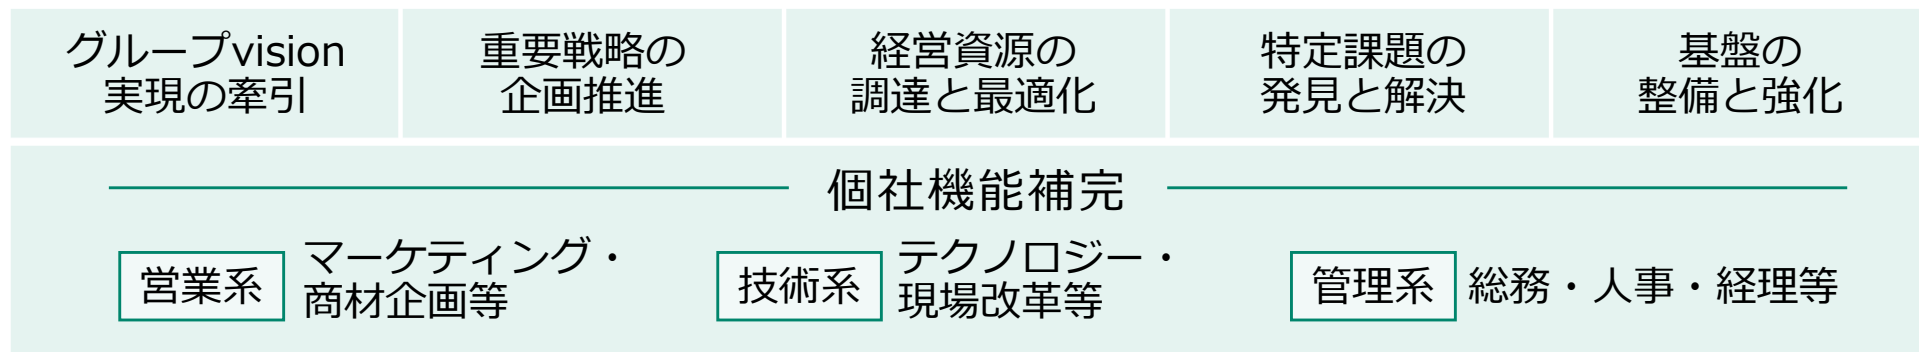 グループvision
実現の牽引
重要戦略の
企画推進
経営資源の
調達と最適化
特定課題の
発見と解決
基盤の
整備と強化
個社機能補完
営業系
マーケティング・
商材企画等
技術系
テクノロジー・
現場改革等
管理系
総務・人事・経理等